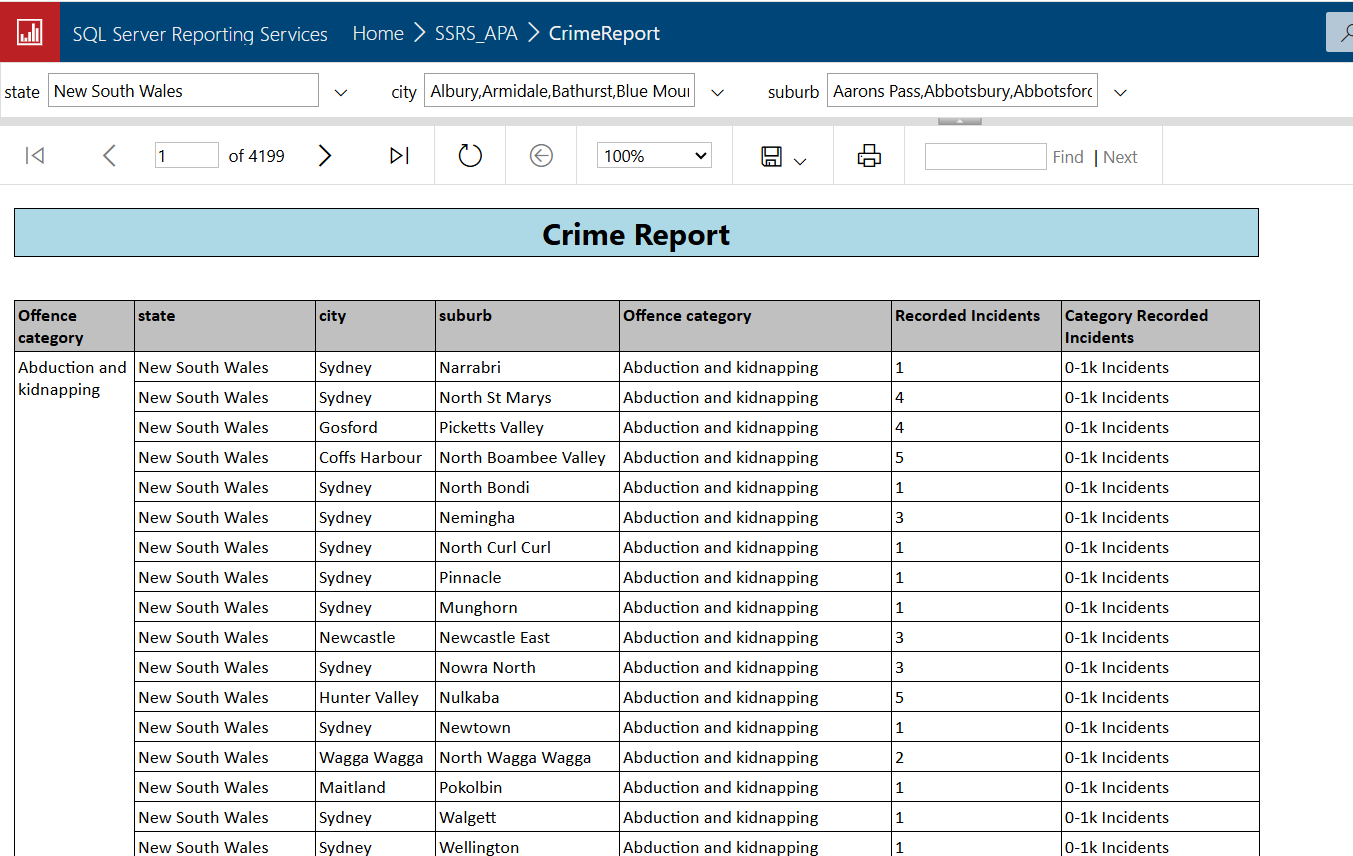 SQL Server Reporting Services Home > SSRS_APA > CrimeReport
state New South Wales city Albury,Armidale,Bathurst,Blue Mour suburb Aarons Pass,Abbotsbury,Abbotsford
1 of 4199 100% Find | Next
Crime Report
Offence category state city suburb Offence category Recorded Incidents Category Recorded Incidents
Abduction and kidnapping New South Wales Sydney Narrabri Abduction and kidnapping 1 0-1k Incidents
New South Wales Sydney North St Marys Abduction and kidnapping 4 0-1k Incidents
New South Wales Gosford Picketts Valley Abduction and kidnapping 4 0-1k Incidents
New South Wales Coffs Harbour North Boambee Valley Abduction and kidnapping 5 0-1k Incidents
New South Wales Sydney North Bondi Abduction and kidnapping 1 0-1k Incidents
New South Wales Sydney Nemingha Abduction and kidnapping 3 0-1k Incidents
New South Wales Sydney North Curl Curl Abduction and kidnapping 1 0-1k Incidents
New South Wales Sydney Pinnacle Abduction and kidnapping 1 0-1k Incidents
New South Wales Sydney Munghorn Abduction and kidnapping 1 0-1k Incidents
New South Wales Newcastle Newcastle East Abduction and kidnapping 3 0-1k Incidents
New South Wales Sydney Nowra North Abduction and kidnapping 3 0-1k Incidents
New South Wales Hunter Valley Nulkaba Abduction and kidnapping 5 0-1k Incidents
New South Wales Sydney Newtown Abduction and kidnapping 1 0-1k Incidents
New South Wales Wagga Wagga North Wagga Wagga Abduction and kidnapping 2 0-1k Incidents
New South Wales Maitland Pokolbin Abduction and kidnapping 1 0-1k Incidents
New South Wales Sydney Walgett Abduction and kidnapping 1 0-1k Incidents
New South Wales Sydney Wellington Abduction and kidnapping 1 0-1k Incidents